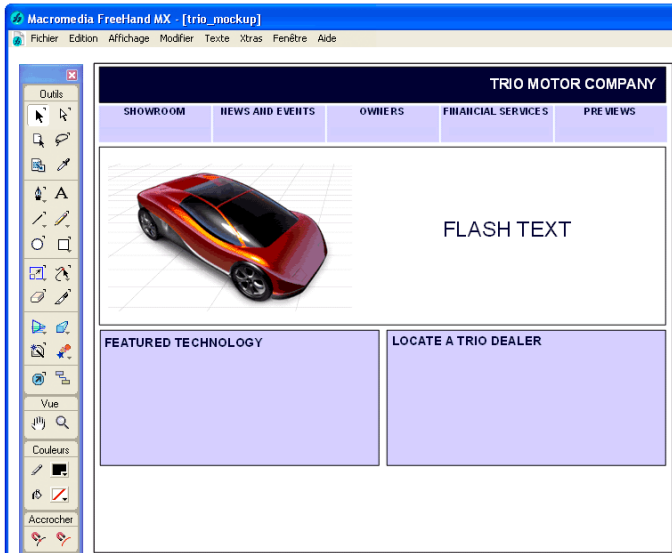 Macromedia FreeHand MX - [trio_mockup]
Fichier Edition Affichage Modifier Texte Xtras Fenêtre Aide
Outils
TRIO MOTOR COMPANY
SHOWROOM NEWS AND EVENTS OWNERS FINANCIAL SERVICES PREVIEWS
FLASH TEXT
FEATURED TECHNOLOGY
LOCATE A TRIO DEALER
Vue
Couleurs
Accrocher